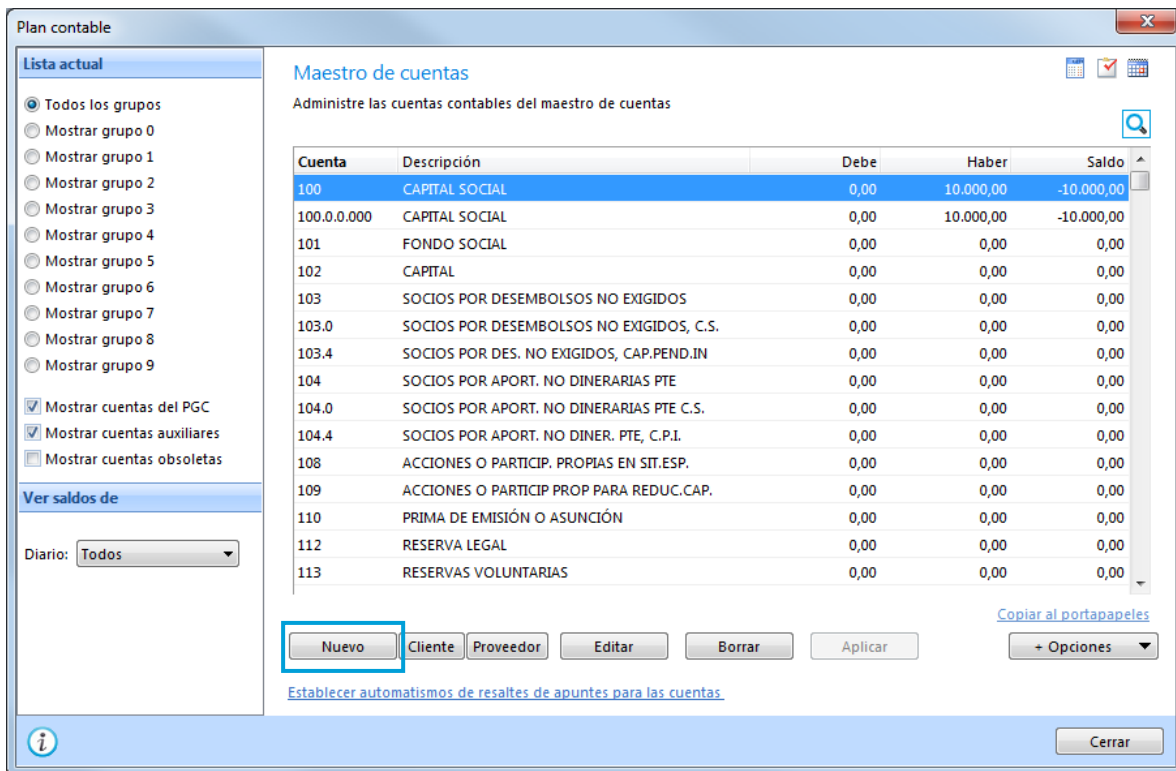 Plan contable
x
Lista actual
Todos los grupos
Mostrar grupo 0
Mostrar grupo 1
Mostrar grupo 2
Mostrar grupo 3
Mostrar grupo 4
Mostrar grupo 5
Mostrar grupo 6
Mostrar grupo 7
Mostrar grupo 8
Mostrar grupo 9
Mostrar cuentas del PGC
Mostrar cuentas auxiliares
Mostrar cuentas obsoletas
Ver saldos de
Diario: Todos
Maestro de cuentas
Administre las cuentas contables del maestro de cuentas
Cuenta Descripción Debe Haber Saldo
100 CAPITAL SOCIAL 0,00 10.000,00 -10.000,00
100.0.0.000 CAPITAL SOCIAL 0,00 10.000,00 -10.000,00
101 FONDO SOCIAL 0,00 0,00 0,00
102 CAPITAL 0,00 0,00 0,00
103 SOCIOS POR DESEMBOLSOS NO EXIGIDOS 0,00 0,00 0,00
103.0 SOCIOS POR DESEMBOLSOS NO EXIGIDOS, C.S. 0,00 0,00 0,00
103.4 SOCIOS POR DES. NO EXIGIDOS, CAP.PEND.IN 0,00 0,00 0,00
104 SOCIOS POR APORT. NO DINERARIAS PTE 0,00 0,00 0,00
104.0 SOCIOS POR APORT. NO DINERARIAS PTE C.S. 0,00 0,00 0,00
104.4 SOCIOS POR APORT. NO DINER. PTE, C.P.I. 0,00 0,00 0,00
108 ACCIONES O PARTICIP. PROPIAS EN SIT.ESP. 0,00 0,00 0,00
109 ACCIONES O PARTICIP PROP PARA REDUC.CAP. 0,00 0,00 0,00
110 PRIMA DE EMISIÓN O ASUNCIÓN 0,00 0,00 0,00
112 RESERVA LEGAL 0,00 0,00 0,00
113 RESERVAS VOLUNTARIAS 0,00 0,00 0,00
Copiar al portapapeles
Nuevo Cliente Proveedor Editar Borrar Aplicar + Opciones
Establecer automatismos de resaltes de apuntes para las cuentas
i
Cerrar